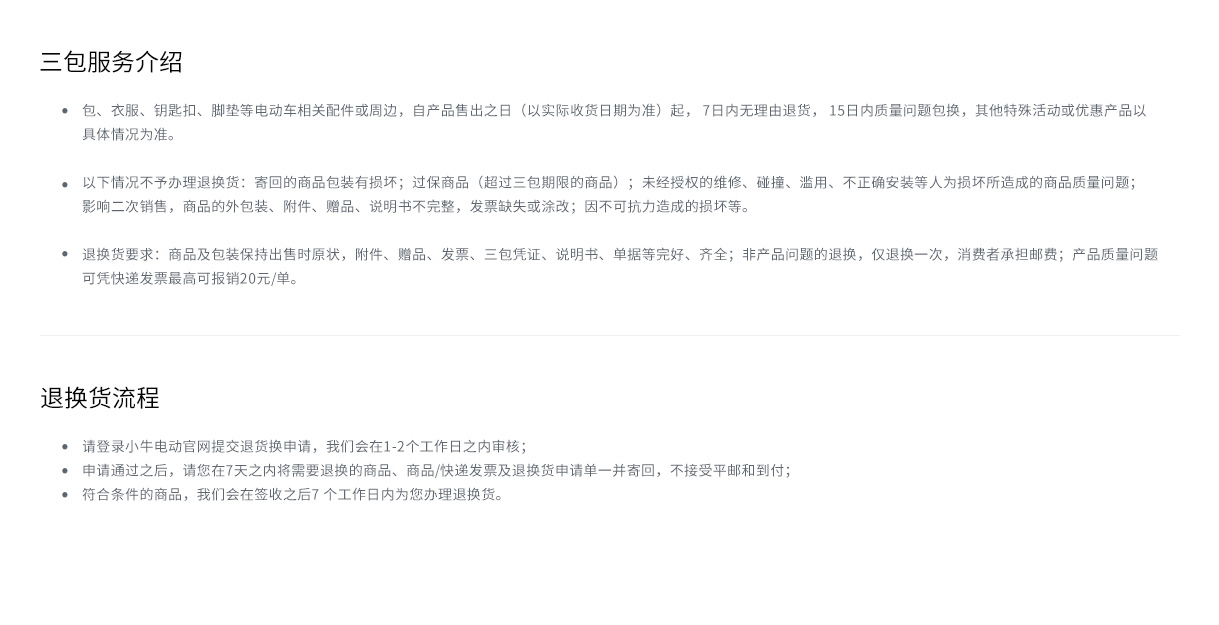 三包服务介绍
包、衣服、钥匙扣、脚垫等电动车相关配件或周边，自产品售出之日（以实际收货日期为准）起， 7日内无理由退货， 15日内质量问题包换，其他特殊活动或优惠产品以
具体情况为准。
以下情况不予办理退换货：寄回的商品包装有损坏；过保商品（超过三包期限的商品）；未经授权的维修、碰撞、滥用、不正确安装等人为损坏所造成的商品质量问题；
影响二次销售，商品的外包装、附件、赠品、说明书不完整，发票缺失或涂改；因不可抗力造成的损坏等。
退换货要求：商品及包装保持出售时原状，附件、赠品、发票、三包凭证、说明书、单据等完好、齐全；非产品问题的退换，仅退换一次，消费者承担邮费；产品质量问题
可凭快递发票最高可报销20元/单。
退换货流程
请登录小牛电动官网提交退货换申请，我们会在1-2个工作日之内审核；
申请通过之后，请您在7天之内将需要退换的商品、商品/快递发票及退换货申请单一并寄回，不接受平邮和到付；
符合条件的商品，我们会在签收之后7 个工作日内为您办理退换货。